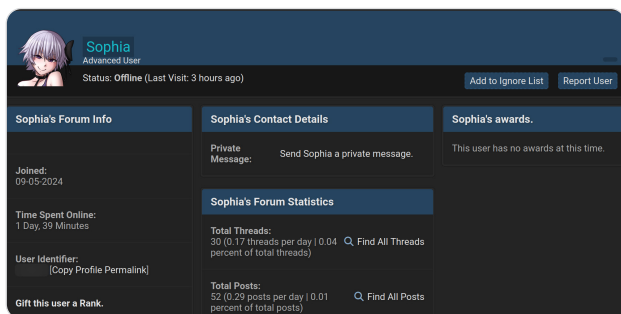 Sophia
Advanced User
Status: Offline (Last Visit: 3 hours ago)
Add to Ignore List
Report User
Sophia's Forum Info
Joined:
09-05-2024
Time Spent Online:
1 Day, 39 Minutes
User Identifier:
[Copy Profile Permalink]
Gift this user a Rank.
Sophia's Contact Details
Private
Message:
Send Sophia a private message.
Sophia's Forum Statistics
Total Threads:
30 (0.17 threads per day | 0.04
percent of total threads)
Find All Threads
Total Posts:
52 (0.29 posts per day | 0.01
percent of total posts)
Find All Posts
Sophia's awards.
This user has no awards at this time.